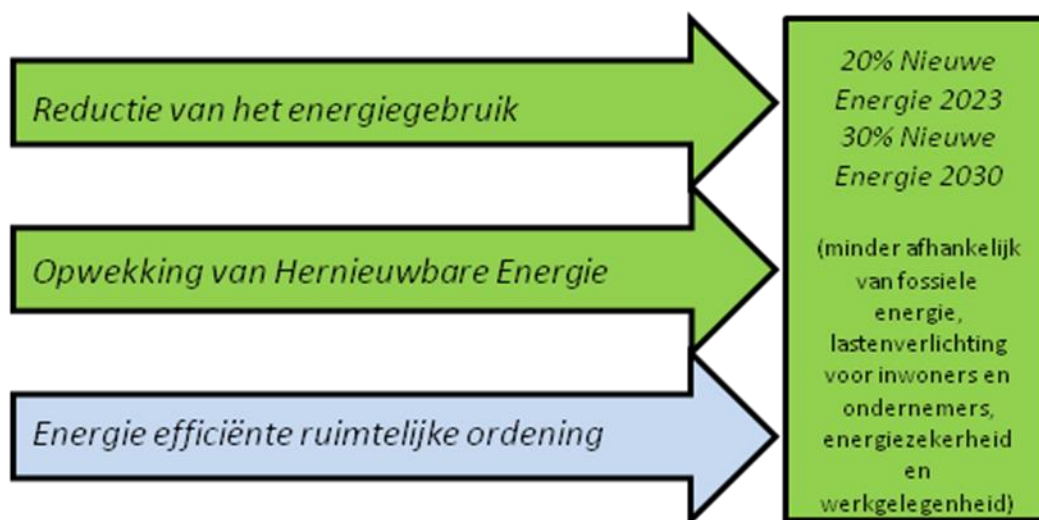 Reductie van het energiegebruik
Opwekking van Hernieuwbare Energie
Energie efficiënte ruimtelijke ordening
20% Nieuwe
Energie 2023
30% Nieuwe
Energie 2030
(minder afhankelijk
van fossiele
energie,
lastenverlichting
voor inwoners en
ondernemers,
energiezekerheid
en
werkgelegenheid)